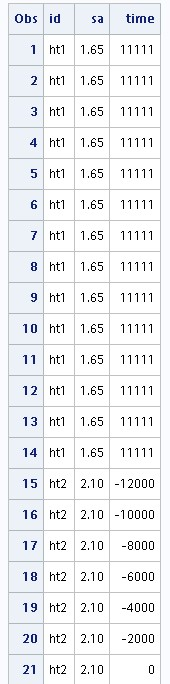 Obs id sa time
1 ht1 1.65 11111
2 ht1 1.65 11111
3 ht1 1.65 11111
4 ht1 1.65 11111
5 ht1 1.65 11111
6 ht1 1.65 11111
7 ht1 1.65 11111
8 ht1 1.65 11111
9 ht1 1.65 11111
10 ht1 1.65 11111
11 ht1 1.65 11111
12 ht1 1.65 11111
13 ht1 1.65 11111
14 ht1 1.65 11111
15 ht2 2.10 -12000
16 ht2 2.10 -10000
17 ht2 2.10 -8000
18 ht2 2.10 -6000
19 ht2 2.10 -4000
20 ht2 2.10 -2000
21 ht2 2.10 0